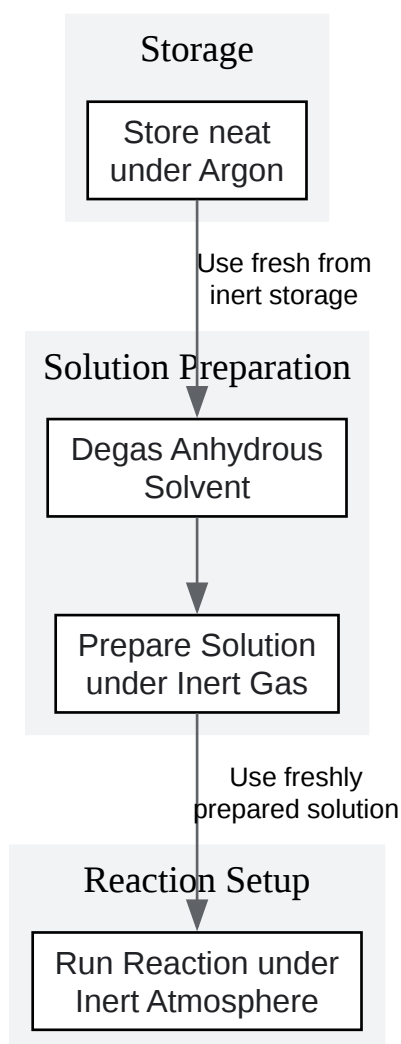 Storage
Store neat
under Argon
Use fresh from
inert storage
Solution Preparation
Degas Anhydrous
Solvent
Prepare Solution
under Inert Gas
Use freshly
prepared solution
Reaction Setup
Run Reaction under
Inert Atmosphere